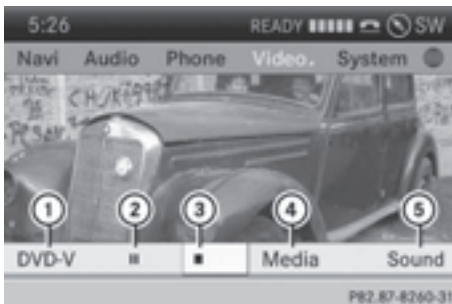 5:26 READY SW
Navi Audio Phone Video. System
CHUK
1 2 3 4 5
DVD-V Media Sound
P82.87-8260-31